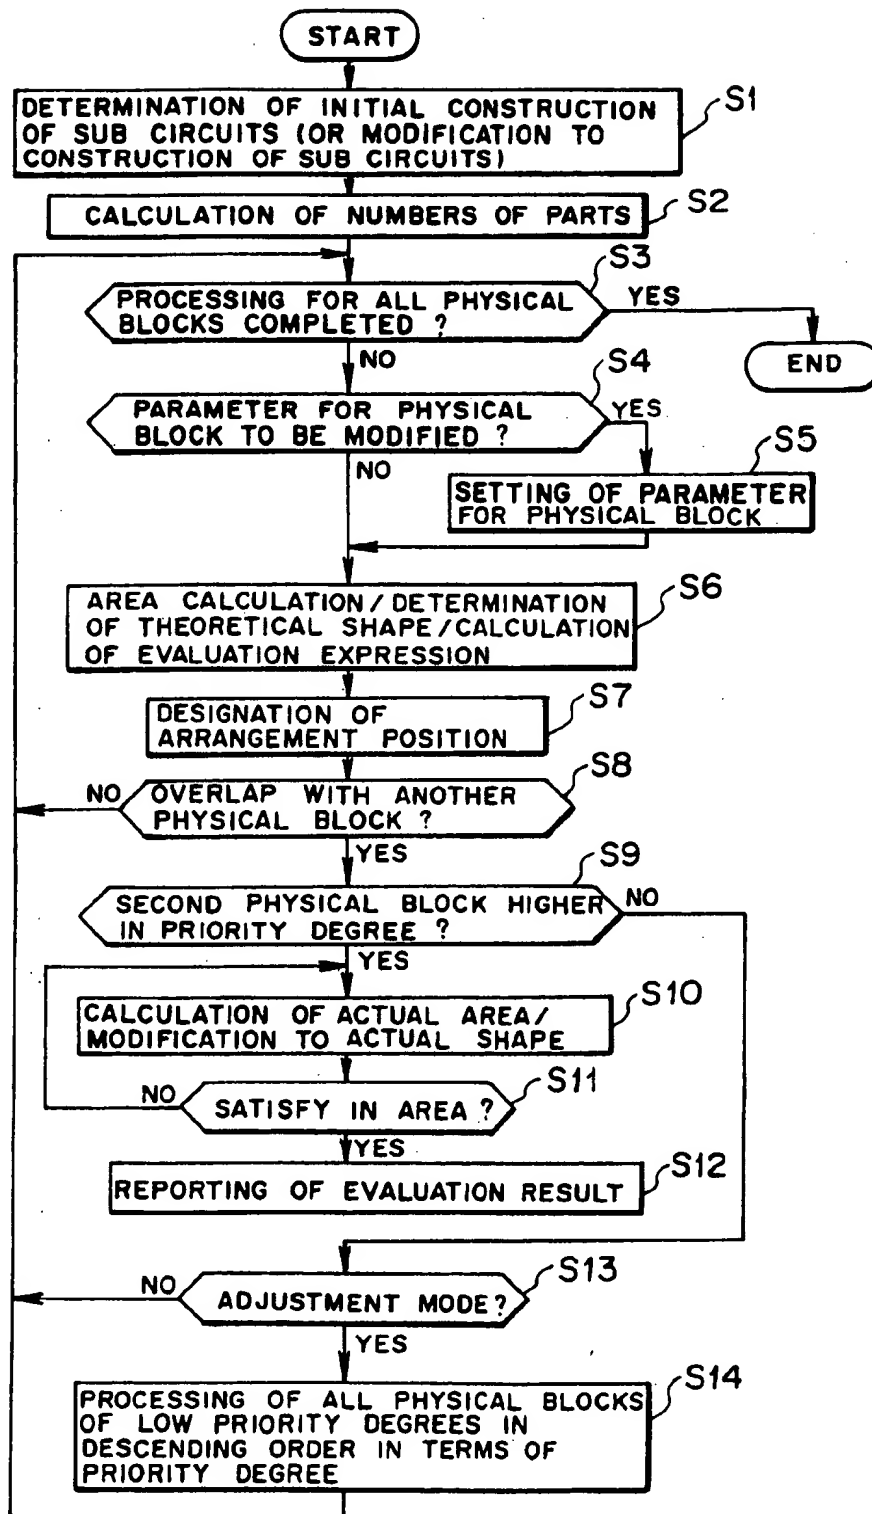 START
DETERMINATION OF INITIAL CONSTRUCTION
OF SUB CIRCUITS (OR MODIFICATION TO
CONSTRUCTION OF SUB CIRCUITS)
S1
CALCULATION OF NUMBERS OF PARTS
S2
PROCESSING FOR ALL PHYSICAL
BLOCKS COMPLETED ?
S3
YES
END
NO
PARAMETER FOR PHYSICAL
BLOCK TO BE MODIFIED ?
S4
YES
NO
SETTING OF PARAMETER
FOR PHYSICAL BLOCK
S5
AREA CALCULATION / DETERMINATION
OF THEORETICAL SHAPE / CALCULATION
OF EVALUATION EXPRESSION
S6
DESIGNATION OF
ARRANGEMENT POSITION
S7
OVERLAP WITH ANOTHER
PHYSICAL BLOCK ?
S8
NO
YES
SECOND PHYSICAL BLOCK HIGHER
IN PRIORITY DEGREE ?
S9
NO
YES
CALCULATION OF ACTUAL AREA/
MODIFICATION TO ACTUAL SHAPE
S10
SATISFY IN AREA ?
S11
NO
YES
REPORTING OF EVALUATION RESULT
S12
ADJUSTMENT MODE?
S13
NO
YES
PROCESSING OF ALL PHYSICAL BLOCKS
OF LOW PRIORITY DEGREES IN
DESCENDING ORDER IN TERMS OF
PRIORITY DEGREE
S14